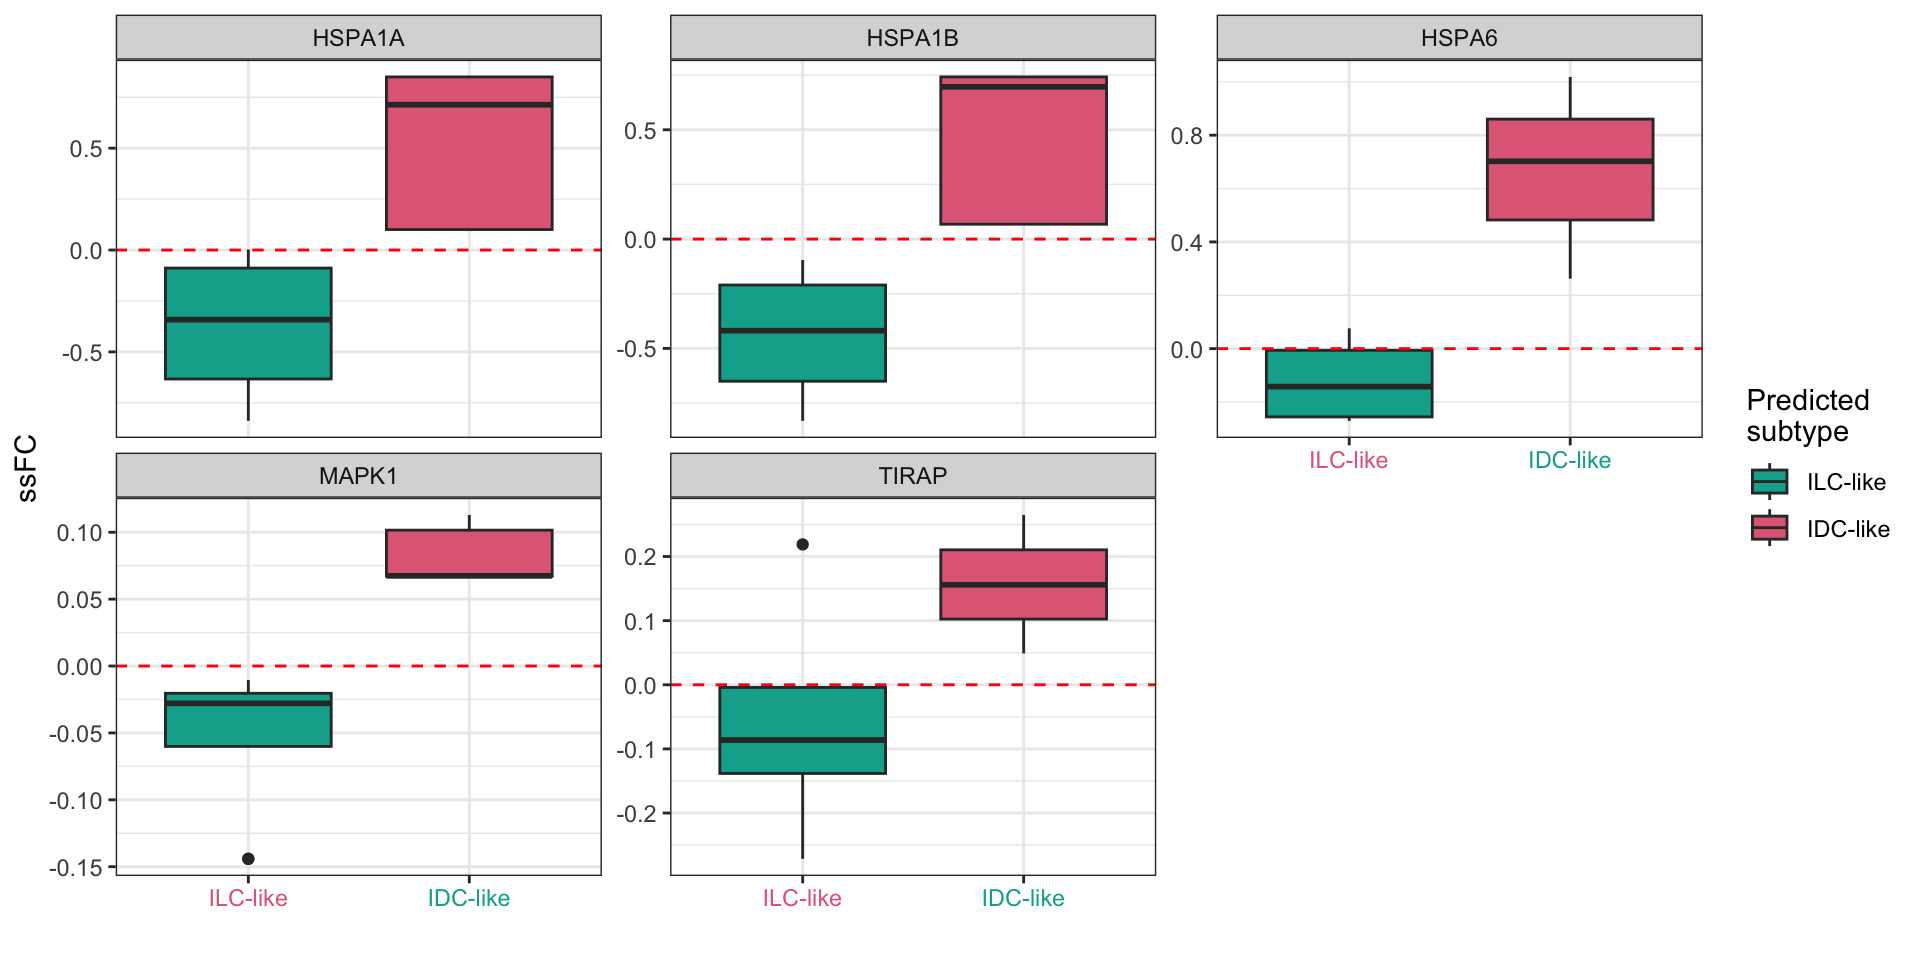 HSPA1A
HSPA1B
HSPA6
0.5
0.0
-0.5
0.5
0.0
-0.5
0.8
0.4
0.0
ILC-like
IDC-like
ssFC
MAPK1
TIRAP
0.10
0.05
0.00
-0.05
-0.10
-0.15
0.2
0.1
0.0
-0.1
-0.2
ILC-like
IDC-like
ILC-like
IDC-like
Predicted
subtype
ILC-like
IDC-like